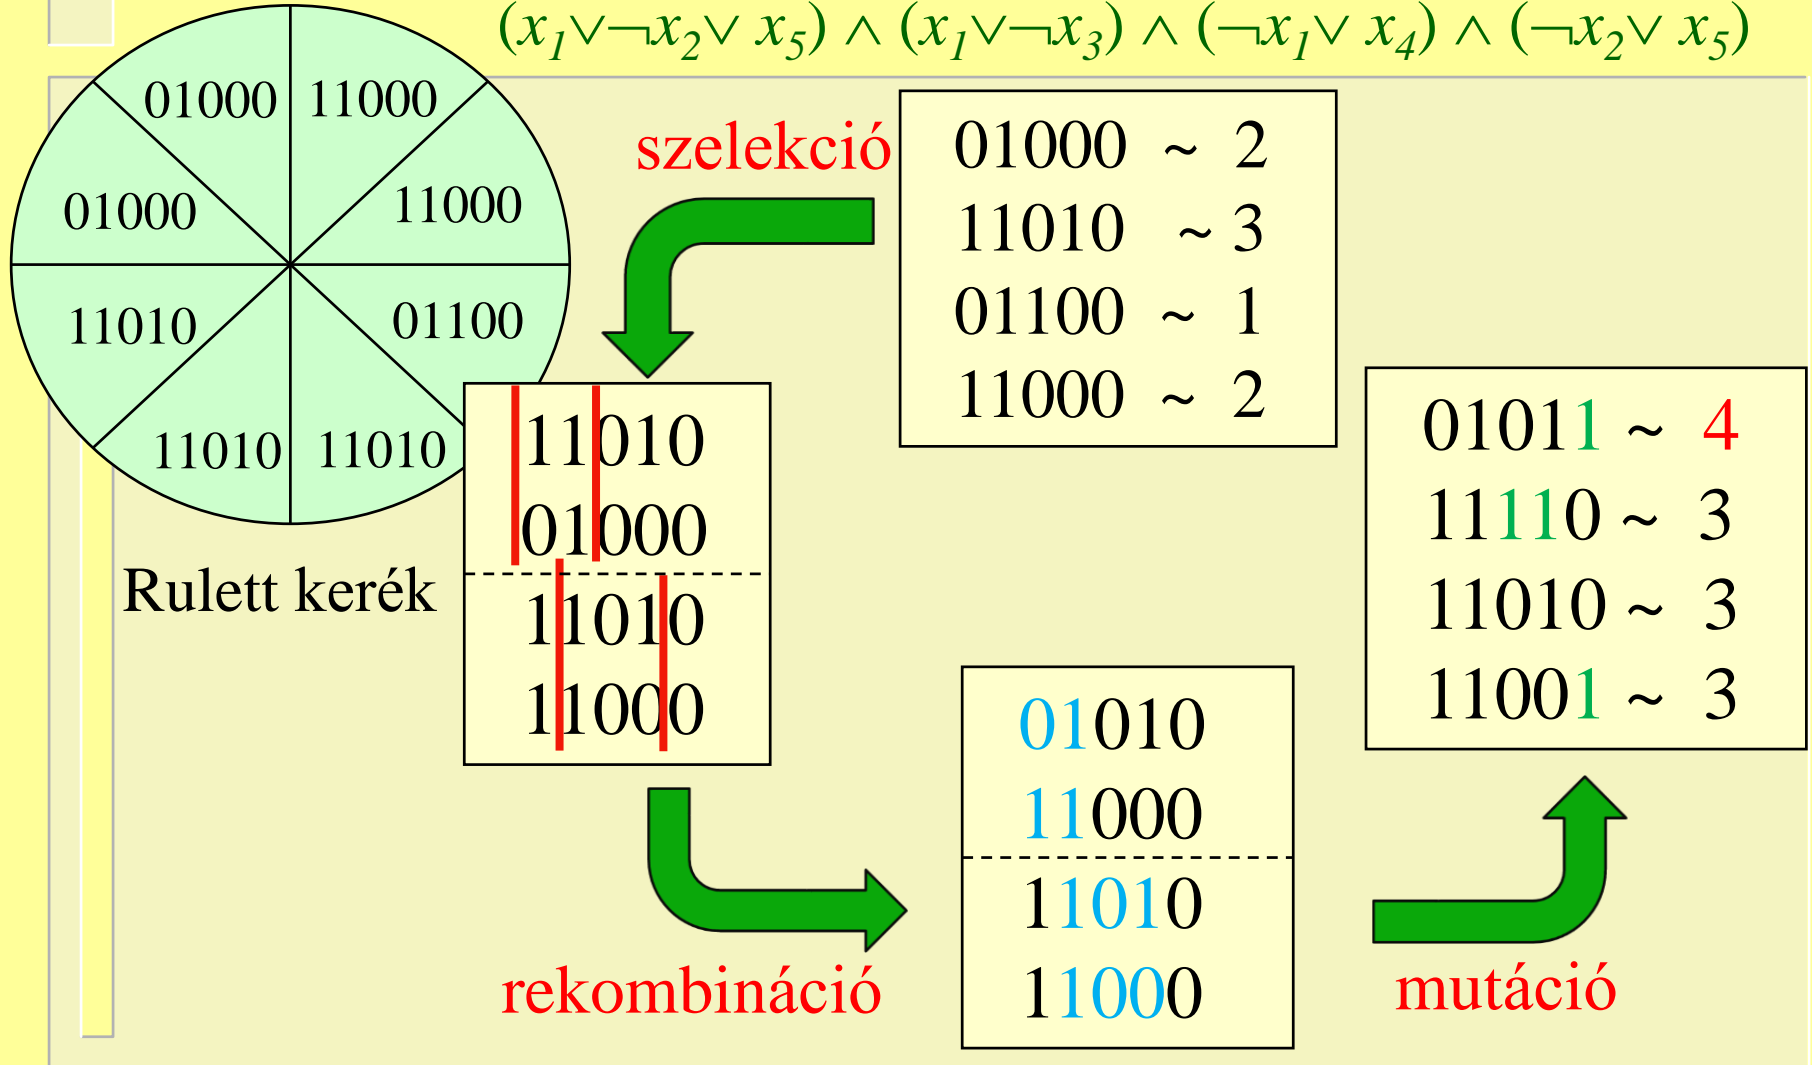 (x₁∨¬x₂∨ x₅) ∧ (x₁∨¬x₃) ∧ (¬x₁∨ x₄) ∧ (¬x₂∨ x₅)
01000 11000
01000 11000
11010 01100
11010 11010
Rulett kerék
szelekció
01000 ~ 2
11010 ~ 3
01100 ~ 1
11000 ~ 2
11010
01000
11010
11000
rekombináció
01010
11000
11010
11000
mutáció
01011 ~ 4
11110 ~ 3
11010 ~ 3
11001 ~ 3